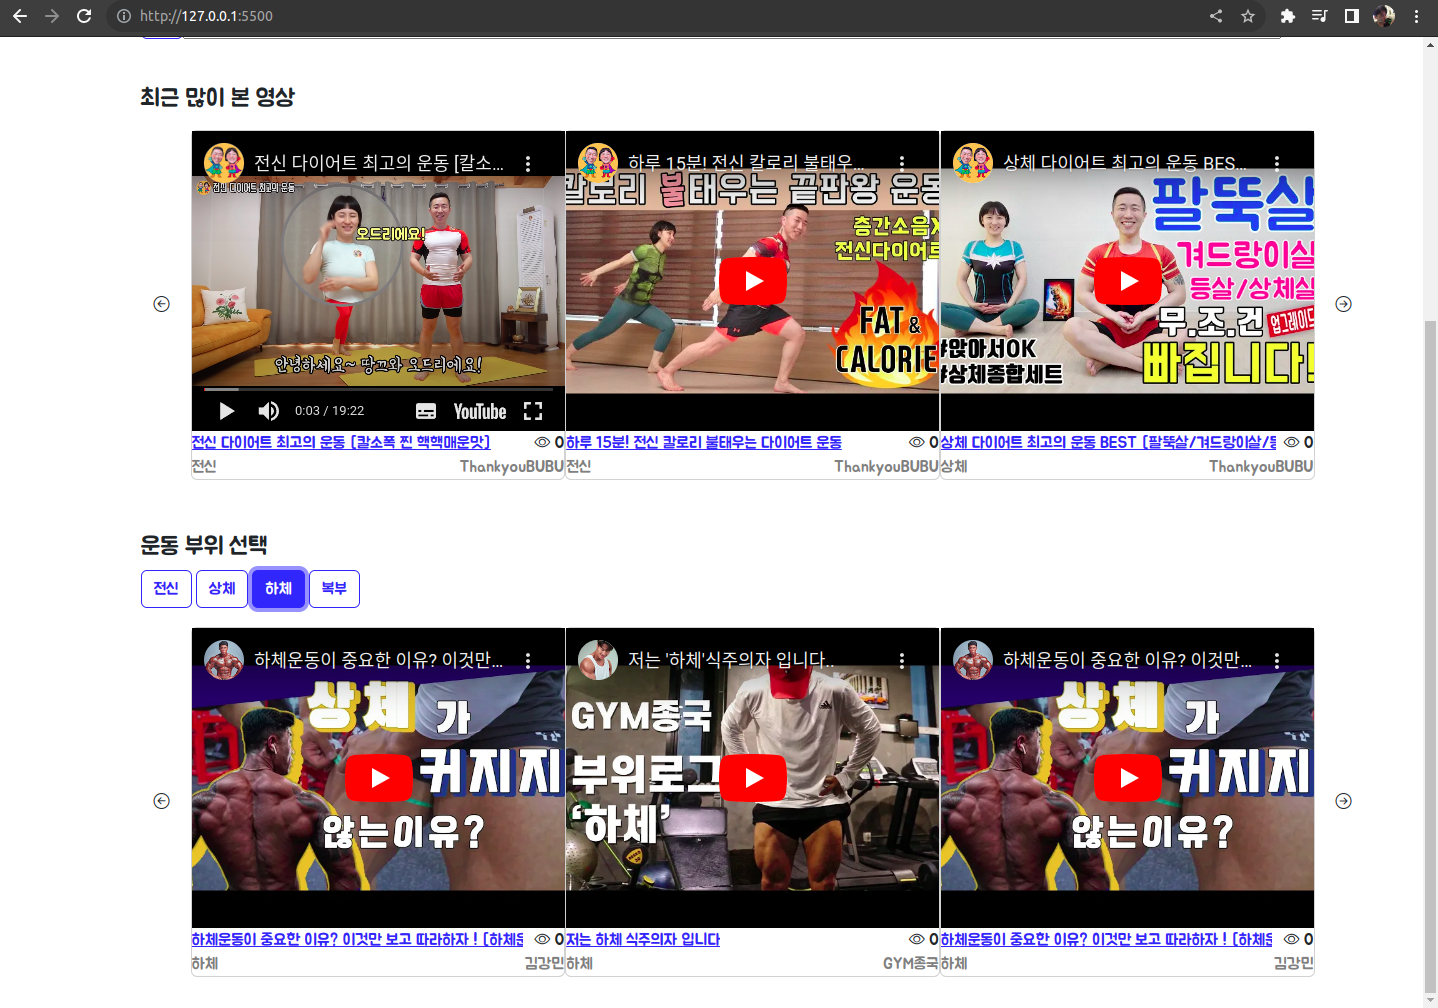 http://127.0.0.1:5500
최근 많이 본 영상
전신 다이어트 최고의 운동 [칼소...
전신 다이어트 최고의 운동
오드리에요!
안녕하세요~ 땅끄와 오드리에요!
0:03 / 19:22
YouTube
전신 다이어트 최고의 운동 [칼소폭 찐 핵핵매운맛]
0
전신
ThankyouBUBU
하루 15분! 전신 칼로리 불태우...
칼로리 불태우는 끝판왕 운동
층간소음X
전신다이어트
FAT &
CALORIE
하루 15분! 전신 칼로리 불태우는 다이어트 운동
0
전신
ThankyouBUBU
상체 다이어트 최고의 운동 BES...
팔뚝살
겨드랑이살
등살/상체살
무.조.건
업그레이드
빠집니다!
#앉아서OK
#상체종합세트
상체 다이어트 최고의 운동 BEST [팔뚝살/겨드랑이살/등
0
상체
ThankyouBUBU
운동 부위 선택
전신
상체
하체
복부
하체운동이 중요한 이유? 이것만...
상체가
커지지
않는이유?
하체운동이 중요한 이유? 이것만 보고 따라하자 ! [하체운
0
하체
김강민
저는 '하체'식주의자 입니다..
GYM종국
부위로그
'하체'
저는 하체 식주의자 입니다
0
하체
GYM종국
하체운동이 중요한 이유? 이것만...
상체가
커지지
않는이유?
하체운동이 중요한 이유? 이것만 보고 따라하자 ! [하체운
0
하체
김강민